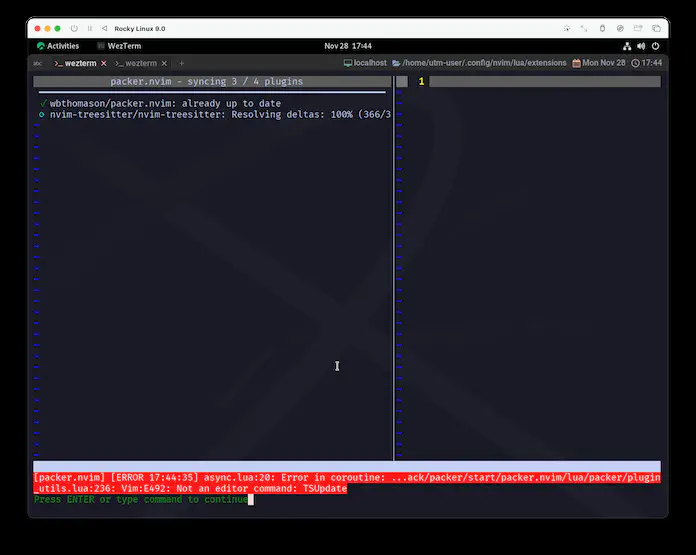 Rocky Linux 9.0
Activities WezTerm Nov 28 17:44
wezterm × >_ wezterm × + localhost /home/utm-user/.config/nvim/lua/extensions Mon Nov 28 17:44
packer.nvim - syncing 3 / 4 plugins
1
✓ wbthomason/packer.nvim: already up to date
nvim-treesitter/nvim-treesitter: Resolving deltas: 100% (366/3
[packer.nvim] [ERROR 17:44:35] async.lua:20: Error in coroutine: ...ack/packer/start/packer.nvim/lua/packer/plugin
_utils.lua:236: Vim:E492: Not an editor command: TSUpdate
Press ENTER or type command to continue